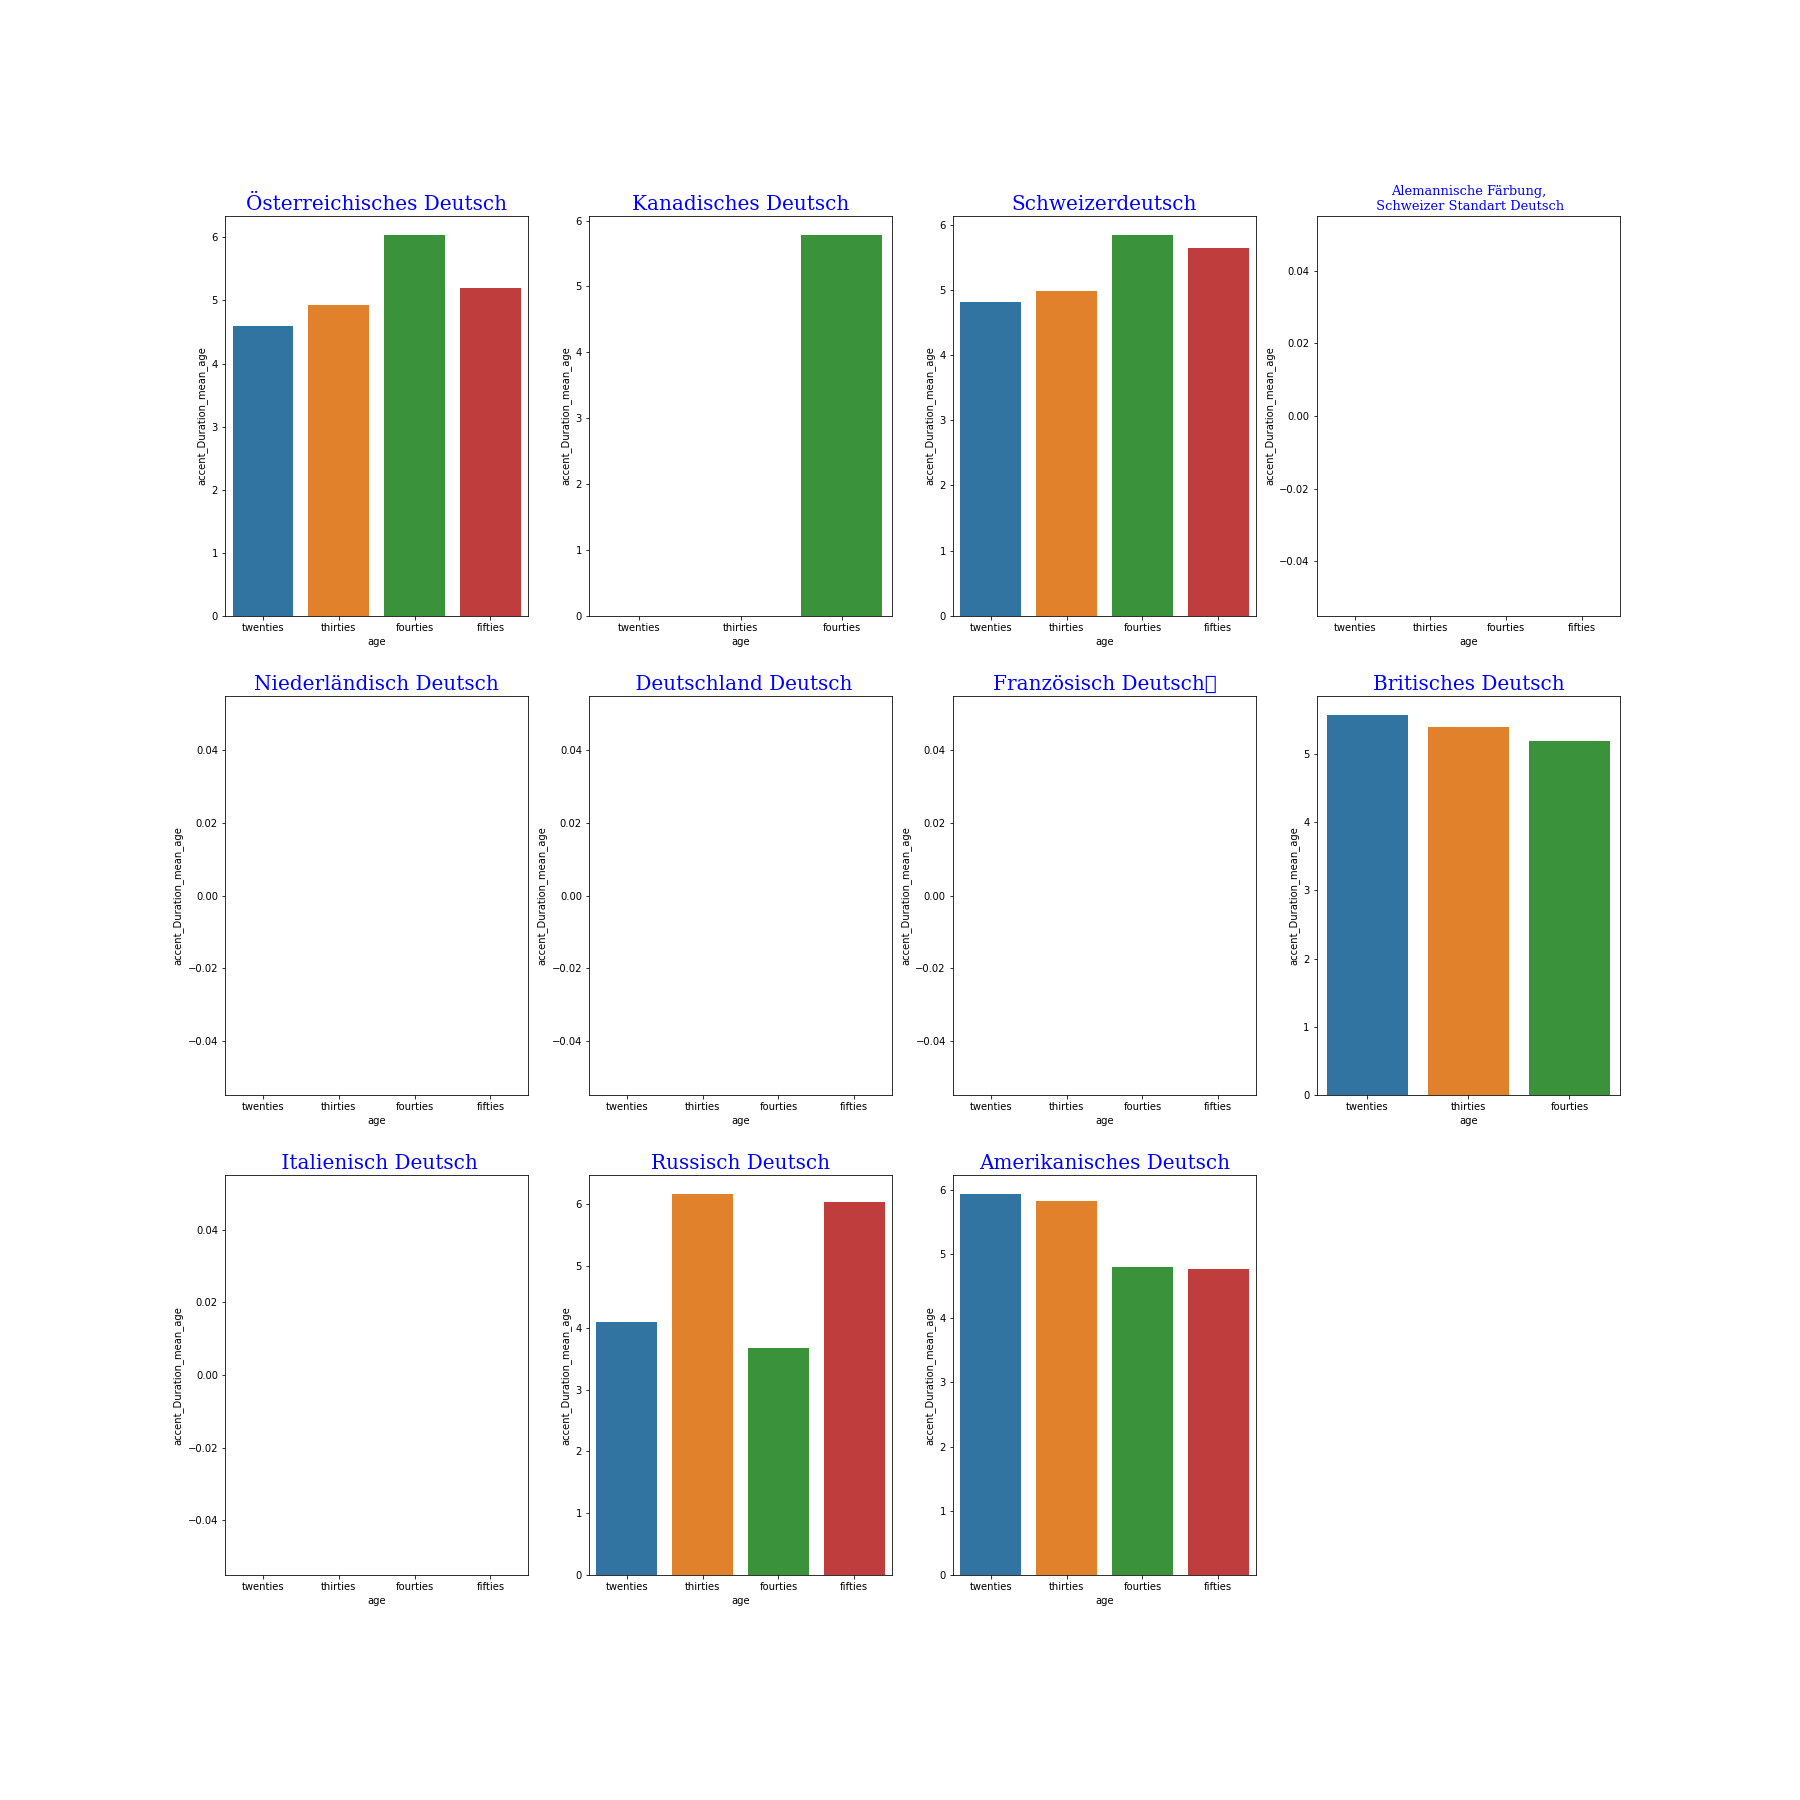 Österreichisches Deutsch
accent_Duration_mean_age
6
5
4
3
2
1
0
twenties thirties fourties fifties
age
Kanadisches Deutsch
accent_Duration_mean_age
6
5
4
3
2
1
0
twenties thirties fourties
age
Schweizerdeutsch
accent_Duration_mean_age
6
5
4
3
2
1
0
twenties thirties fourties fifties
age
Alemannische Färbung,
Schweizer Standart Deutsch
accent_Duration_mean_age
0.04
0.02
0.00
−0.02
−0.04
twenties thirties fourties fifties
age
Niederländisch Deutsch
accent_Duration_mean_age
0.04
0.02
0.00
−0.02
−0.04
twenties thirties fourties fifties
age
Deutschland Deutsch
accent_Duration_mean_age
0.04
0.02
0.00
−0.02
−0.04
twenties thirties fourties fifties
age
Französisch Deutsch▯
accent_Duration_mean_age
0.04
0.02
0.00
−0.02
−0.04
twenties thirties fourties fifties
age
Britisches Deutsch
accent_Duration_mean_age
5
4
3
2
1
0
twenties thirties fourties
age
Italienisch Deutsch
accent_Duration_mean_age
0.04
0.02
0.00
−0.02
−0.04
twenties thirties fourties fifties
age
Russisch Deutsch
accent_Duration_mean_age
6
5
4
3
2
1
0
twenties thirties fourties fifties
age
Amerikanisches Deutsch
accent_Duration_mean_age
6
5
4
3
2
1
0
twenties thirties fourties fifties
age